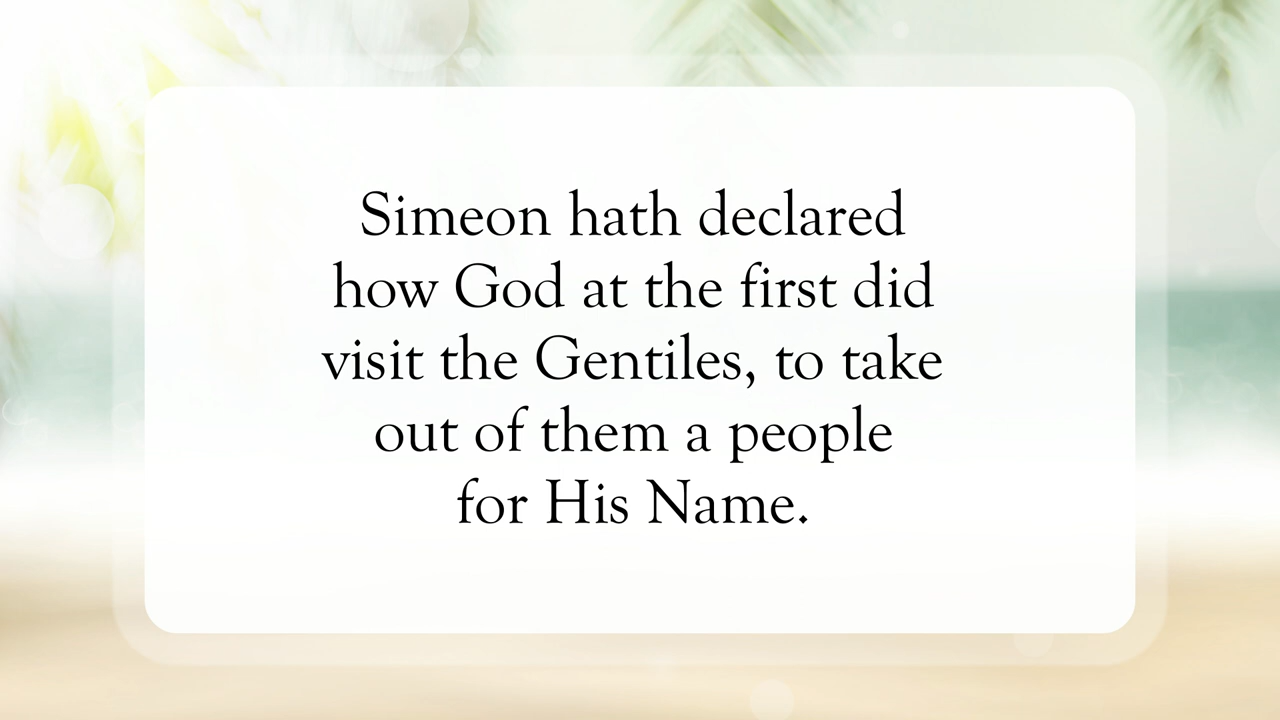 Simeon hath declared
how God at the first did
visit the Gentiles, to take
out of them a people
for His Name.